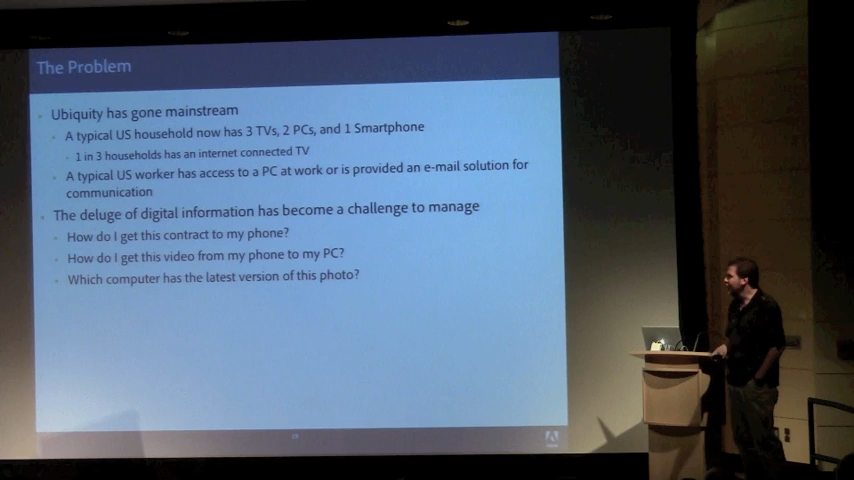 The Problem
Ubiquity has gone mainstream
A typical US household now has 3 TVs, 2 PCs, and 1 Smartphone
1 in 3 households has an internet connected TV
A typical US worker has access to a PC at work or is provided an e-mail solution for
communication
The deluge of digital information has become a challenge to manage
How do I get this contract to my phone?
How do I get this video from my phone to my PC?
Which computer has the latest version of this photo?